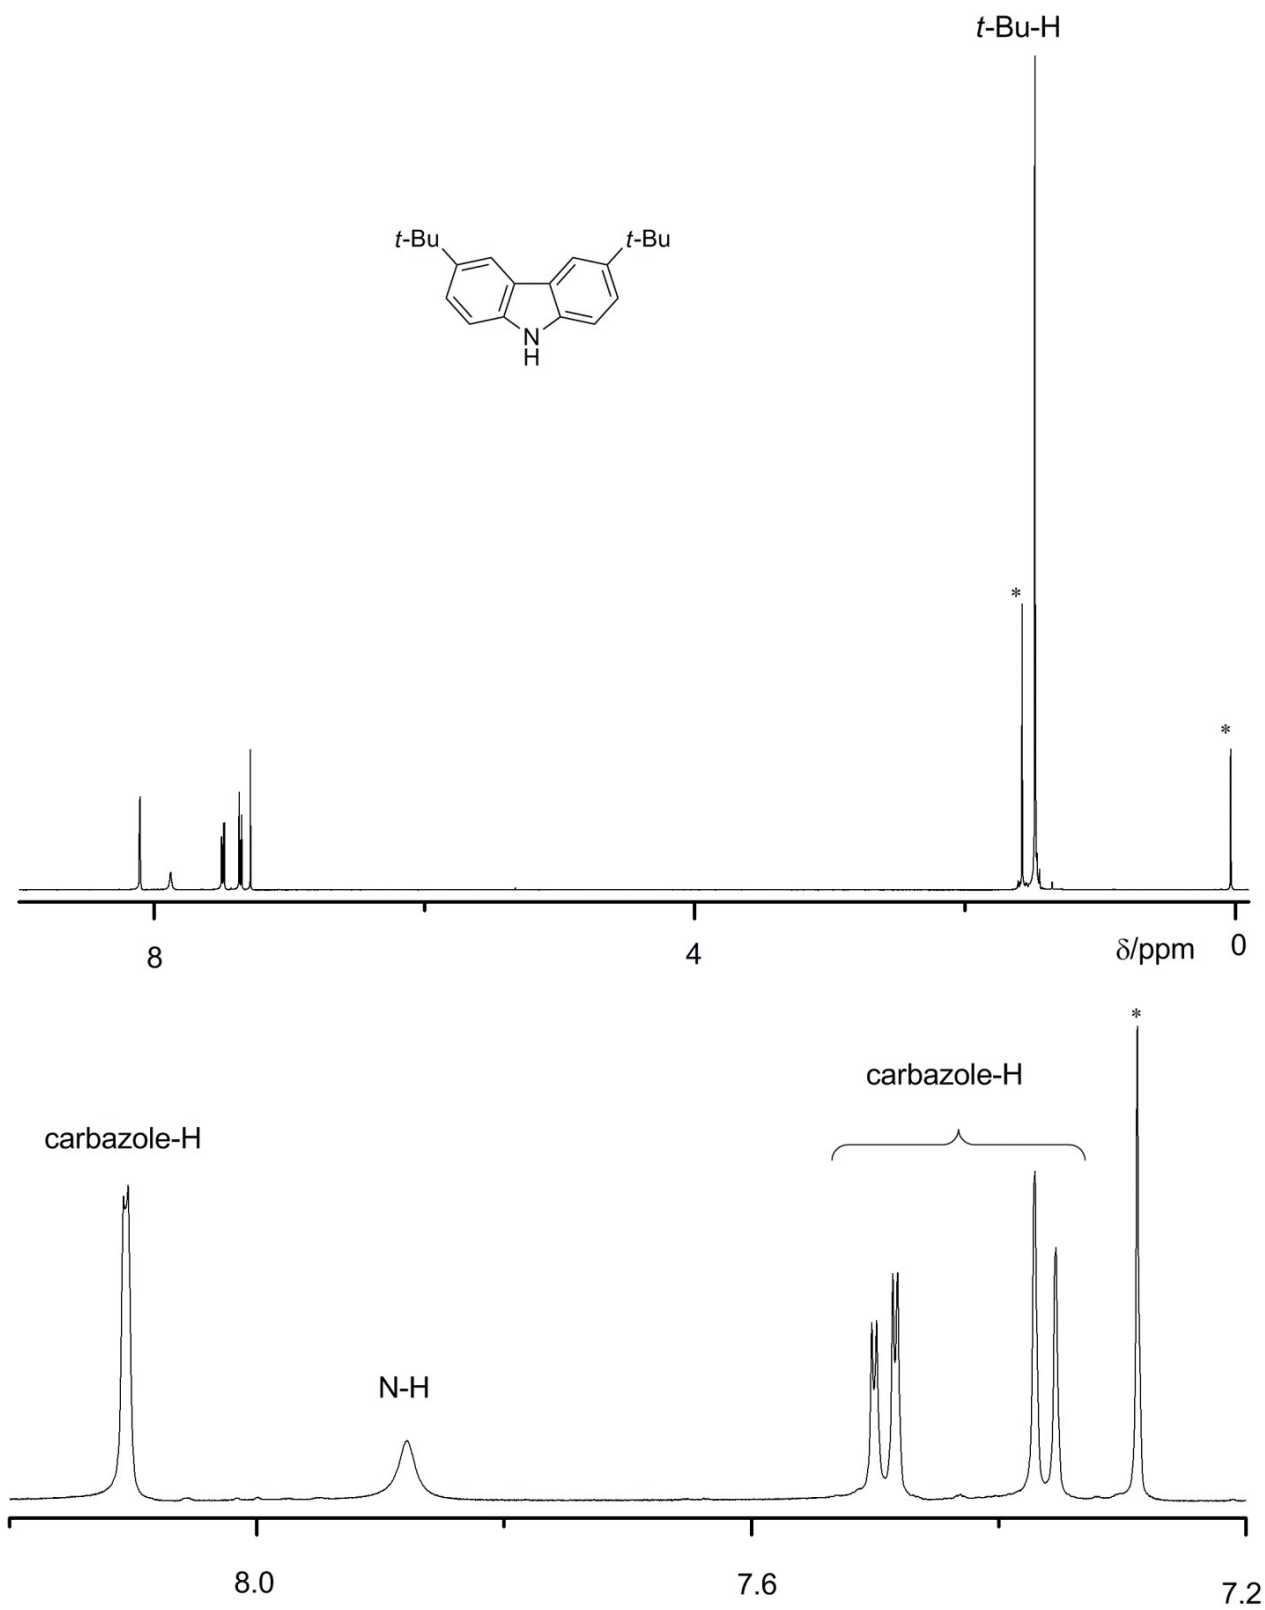 t-Bu-H
t-Bu
t-Bu
N
H
*
*
8
4
δ/ppm
0
*
carbazole-H
carbazole-H
N-H
8.0
7.6
7.2